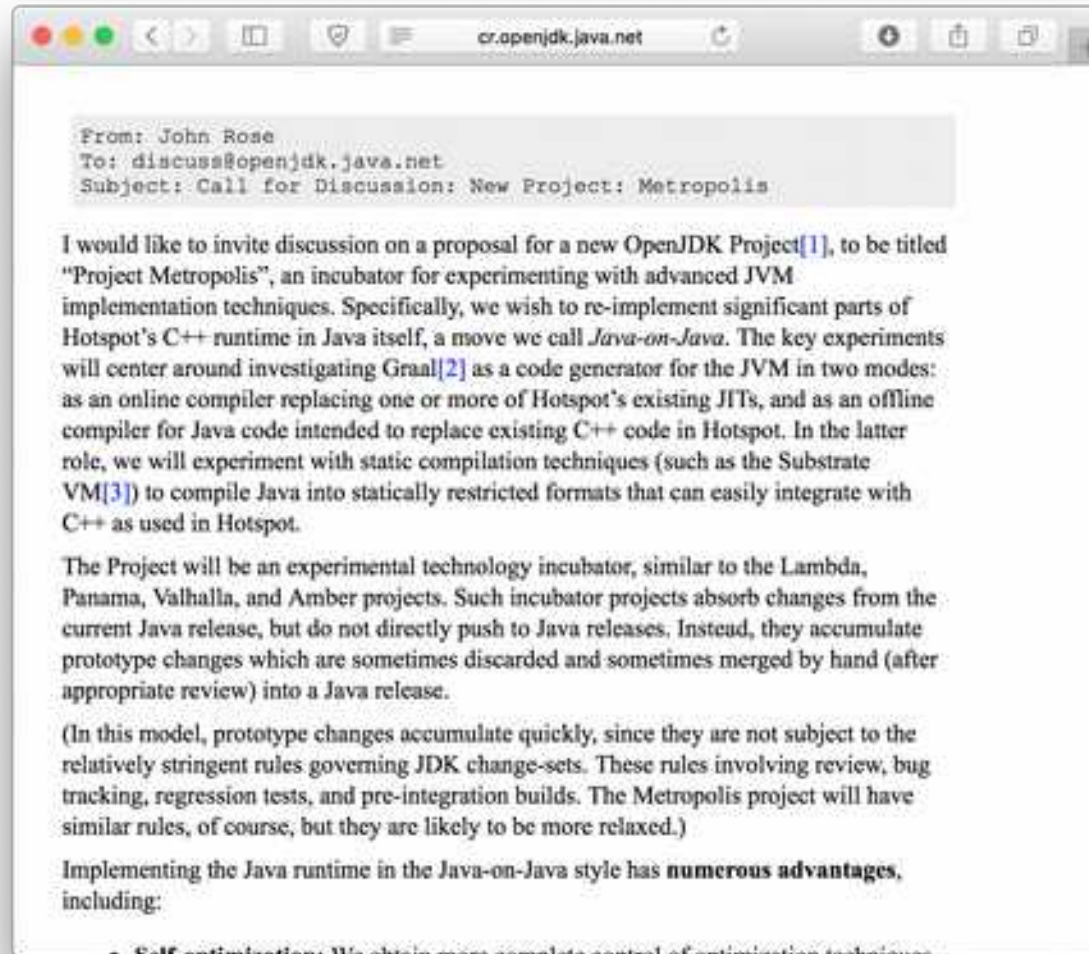 cr.openjdk.java.net
From: John Rose
To: discuss@openjdk.java.net
Subject: Call for Discussion: New Project: Metropolis
I would like to invite discussion on a proposal for a new OpenJDK Project[1], to be titled
“Project Metropolis”, an incubator for experimenting with advanced JVM
implementation techniques. Specifically, we wish to re-implement significant parts of
Hotspot’s C++ runtime in Java itself, a move we call Java-on-Java. The key experiments
will center around investigating Graal[2] as a code generator for the JVM in two modes:
as an online compiler replacing one or more of Hotspot’s existing JITs, and as an offline
compiler for Java code intended to replace existing C++ code in Hotspot. In the latter
role, we will experiment with static compilation techniques (such as the Substrate
VM[3]) to compile Java into statically restricted formats that can easily integrate with
C++ as used in Hotspot.
The Project will be an experimental technology incubator, similar to the Lambda,
Panama, Valhalla, and Amber projects. Such incubator projects absorb changes from the
current Java release, but do not directly push to Java releases. Instead, they accumulate
prototype changes which are sometimes discarded and sometimes merged by hand (after
appropriate review) into a Java release.
(In this model, prototype changes accumulate quickly, since they are not subject to the
relatively stringent rules governing JDK change-sets. These rules involving review, bug
tracking, regression tests, and pre-integration builds. The Metropolis project will have
similar rules, of course, but they are likely to be more relaxed.)
Implementing the Java runtime in the Java-on-Java style has numerous advantages,
including:
• Self-optimization: We obtain more complete control of optimization techniques